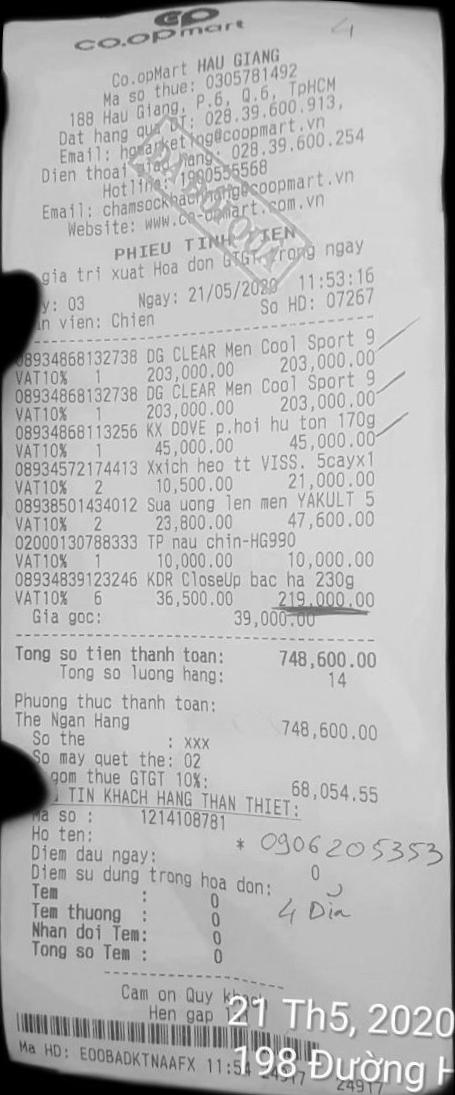 co.opmart
4
Co.opMart HAU GIANG
Ma so thue: 0305781492
188 Hau Giang, P.6, Q.6, TpHCM
Dat hang qua DT: 028.39.600.913,
Email: hgmarketing@coopmart.vn
Dien thoai giao hang: 028.39.600.254
Hotline: 1900555568
Email: chamsockhachhang@coopmart.vn
Website: www.co-opmart.com.vn
PHIEU TINH TIEN
gia tri xuat Hoa don GTGT trong ngay
y: 03 Ngay: 21/05/2020 11:53:16
n vien: Chien So HD: 07267
08934868132738 DG CLEAR Men Cool Sport 9
VAT10% 1 203,000.00 203,000.00
08934868132738 DG CLEAR Men Cool Sport 9
VAT10% 1 203,000.00 203,000.00
08934868113256 KX DOVE p.hoi hu ton 170g
VAT10% 1 45,000.00 45,000.00
08934572174413 Xxich heo tt VISS. 5cayx1
VAT10% 2 10,500.00 21,000.00
08938501434012 Sua uong len men YAKULT 5
VAT10% 2 23,800.00 47,600.00
02000130788333 TP nau chin-HG990
VAT10% 1 10,000.00 10,000.00
08934839123246 KDR CloseUp bac ha 230g
VAT10% 6 36,500.00 219,000.00
Gia goc: 39,000.00
Tong so tien thanh toan: 748,600.00
Tong so luong hang: 14
Phuong thuc thanh toan:
The Ngan Hang 748,600.00
So the : xxx
So may quet the: 02
gom thue GTGT 10%: 68,054.55
TIN KHACH HANG THAN THIET:
Ma so : 1214108781
Ho ten: * 0906205353
Diem dau ngay: 0
Diem su dung trong hoa don:
Tem : 0 4 Dĩa
Tem thuong : 0
Nhan doi Tem: 0
Tong so Tem : 0
Cam on Quy khach
Hen gap
21 Th5, 2020
Ma HD: E00BADKTNAAFX 11:54 24917 24917
198 Đường H